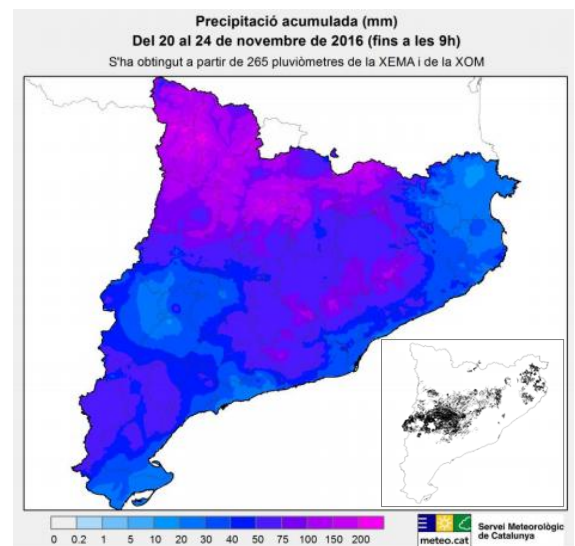 Precipitació acumulada (mm)
Del 20 al 24 de novembre de 2016 (fins a les 9h)
S'ha obtingut a partir de 265 pluviòmetres de la XEMA i de la XOM
0 0.2 1 5 10 20 30 40 50 75 100 150 200
meteo.cat
Servei Meteorològic
de Catalunya